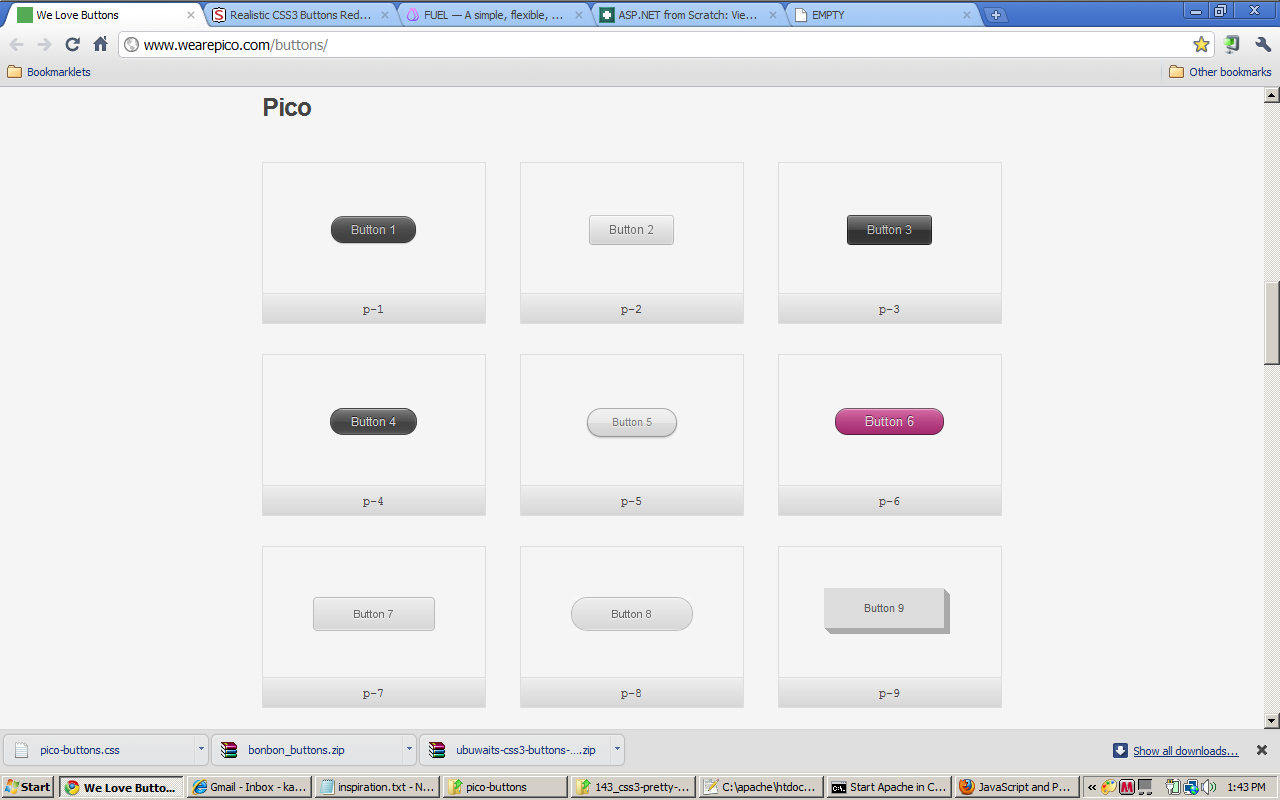 We Love Buttons
Realistic CSS3 Buttons Red...
FUEL — A simple, flexible, ...
ASP.NET from Scratch: Vie...
EMPTY
www.wearepico.com/buttons/
Bookmarklets
Other bookmarks
Pico
Button 1
Button 2
Button 3
p-1
p-2
p-3
Button 4
Button 5
Button 6
p-4
p-5
p-6
Button 7
Button 8
Button 9
p-7
p-8
p-9
pico-buttons.css
bonbon_buttons.zip
ubuwaits-css3-buttons-....zip
Show all downloads...
Start
We Love Butto...
Gmail - Inbox - ka...
inspiration.txt - N...
pico-buttons
143_css3-pretty-...
C:\apache\htdoc...
Start Apache in C...
JavaScript and P...
1:43 PM